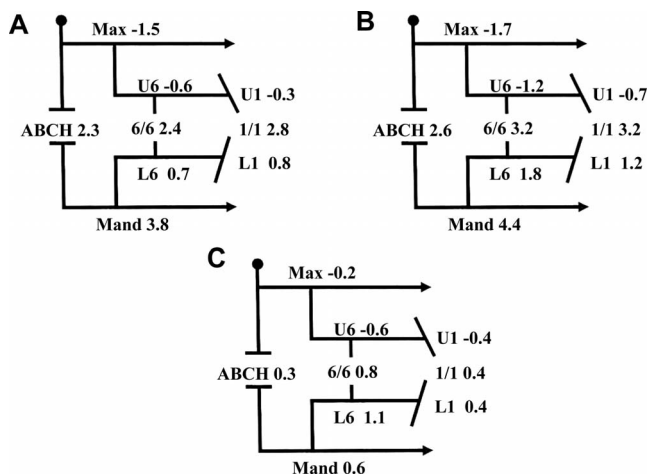 A
Max -1.5
U6 -0.6
U1 -0.3
ABCH 2.3
6/6 2.4
1/1 2.8
L6 0.7
L1 0.8
Mand 3.8
B
Max -1.7
U6 -1.2
U1 -0.7
ABCH 2.6
6/6 3.2
1/1 3.2
L6 1.8
L1 1.2
Mand 4.4
C
Max -0.2
U6 -0.6
U1 -0.4
ABCH 0.3
6/6 0.8
1/1 0.4
L6 1.1
L1 0.4
Mand 0.6